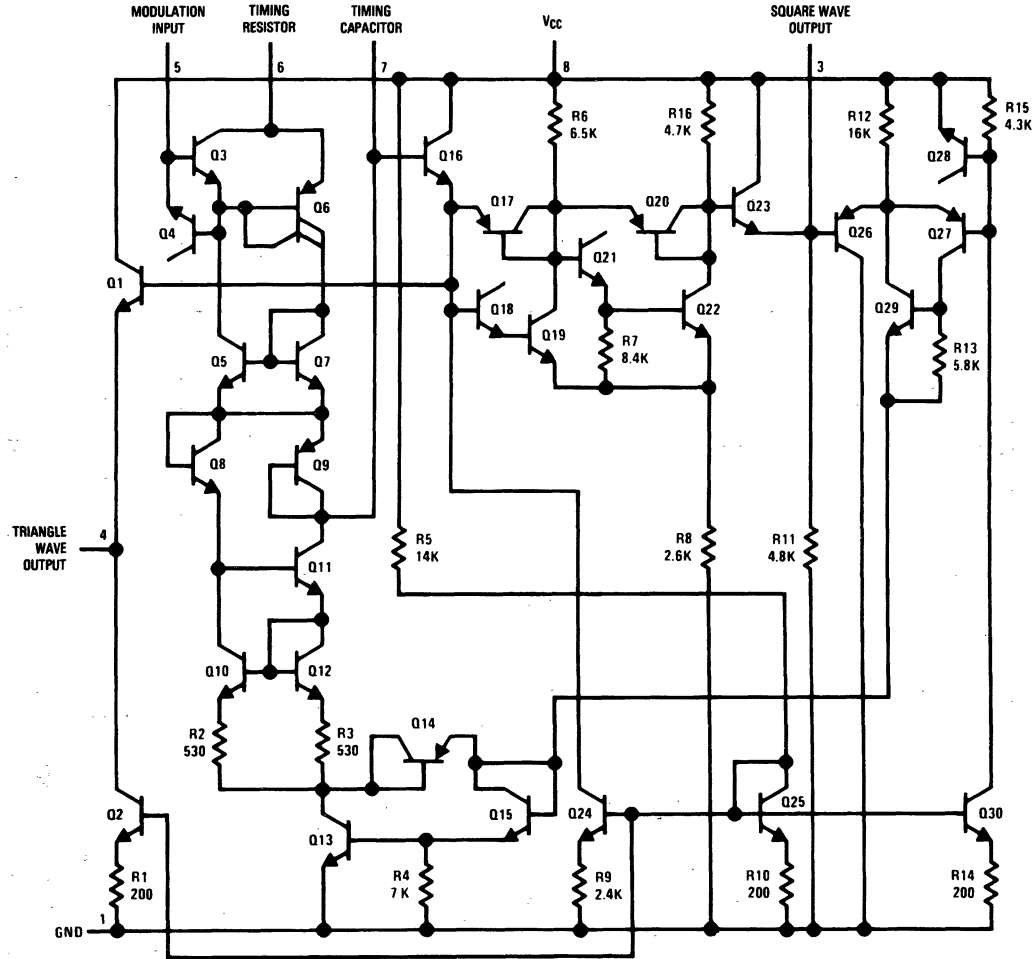 MODULATION
INPUT
TIMING
RESISTOR
TIMING
CAPACITOR
VCC
SQUARE WAVE
OUTPUT
5
6
7
8
3
R6
6.5K
R16
4.7K
R12
16K
R15
4.3K
Q3
Q16
Q28
Q17
Q20
Q23
Q6
Q4
Q26
Q27
Q21
Q1
Q18
Q22
Q29
Q19
R7
8.4K
R13
5.8K
Q5
Q7
Q8
Q9
TRIANGLE
WAVE
OUTPUT
4
R5
14K
R8
2.6K
R11
4.8K
Q11
Q10
Q12
R2
530
R3
530
Q14
Q2
Q13
Q15
Q24
Q25
Q30
R1
200
R4
7 K
R9
2.4K
R10
200
R14
200
GND
1